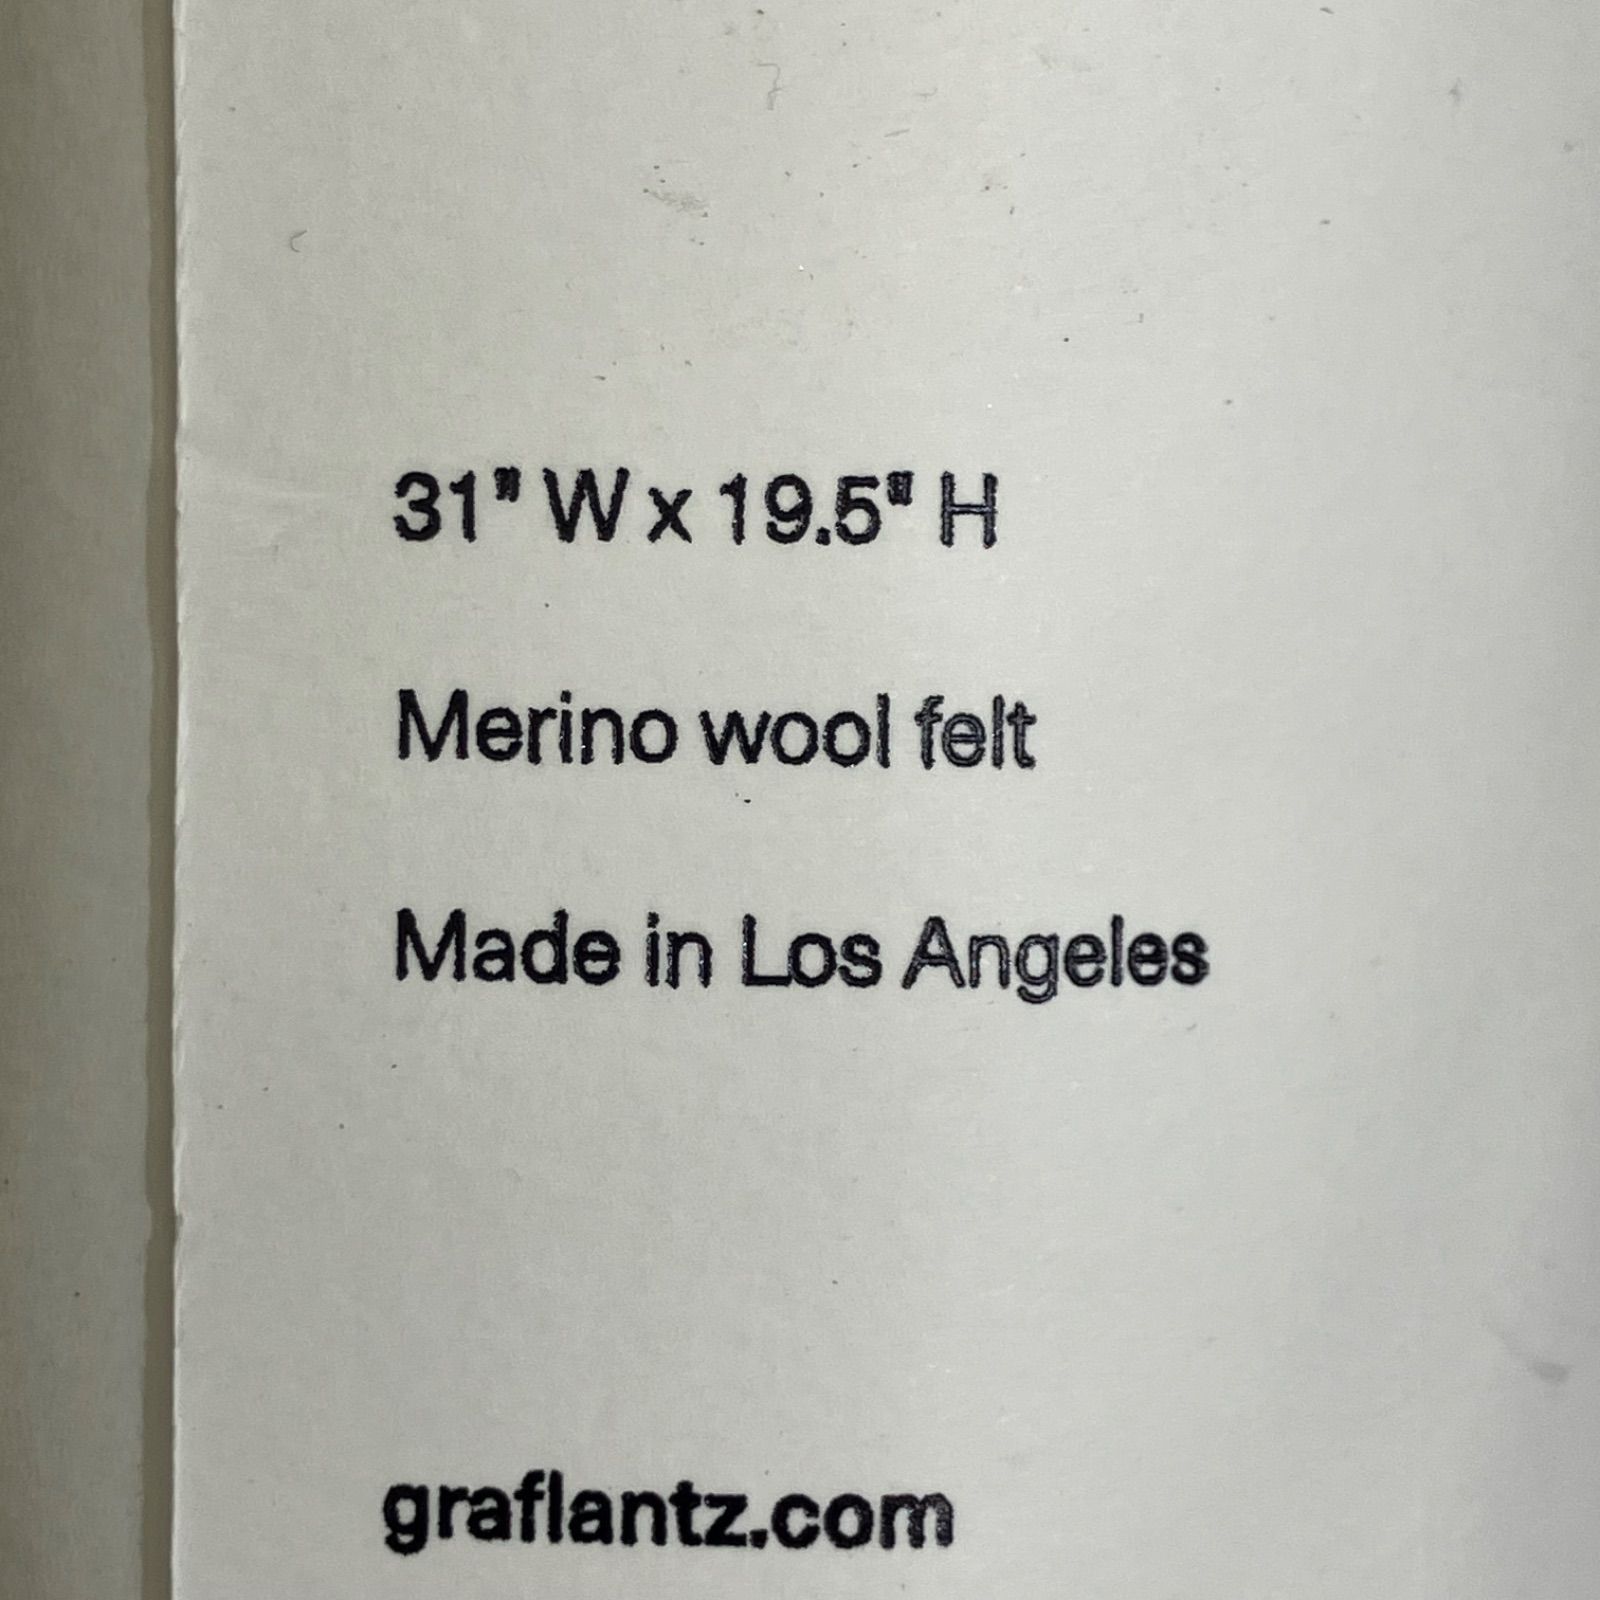 31" W x 19.5" H
Merino wool felt
Made in Los Angeles
graflantz.com